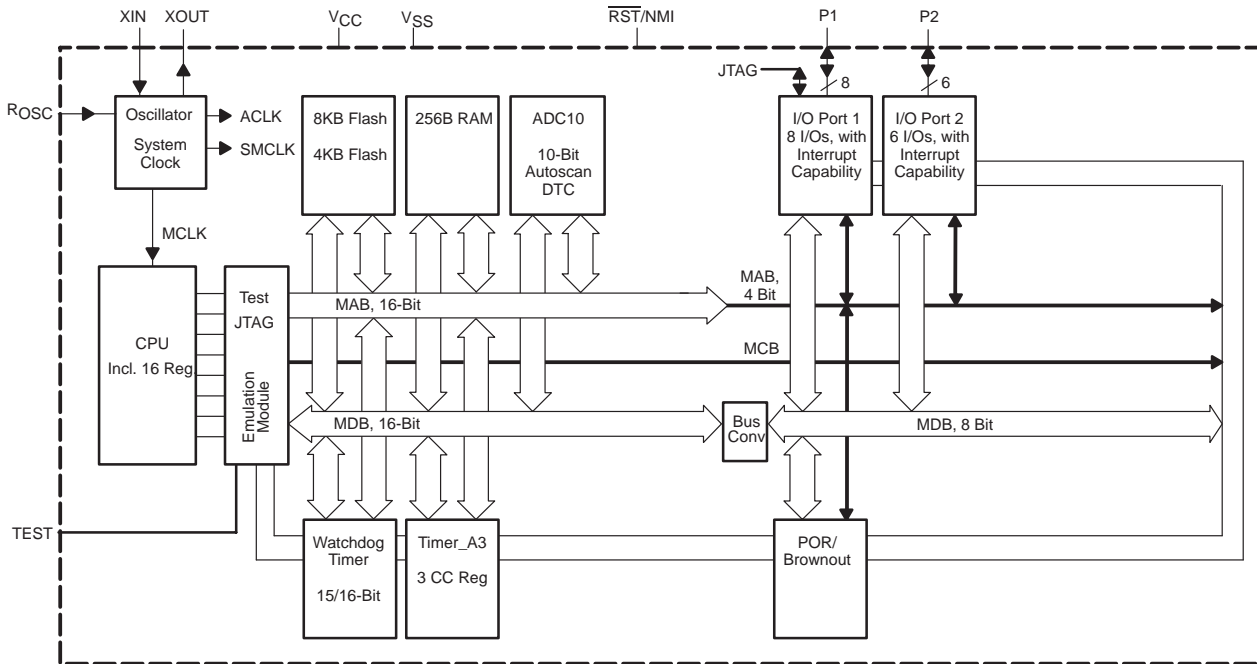 XIN
XOUT
VCC
VSS
RST/NMI
P1
P2
JTAG
8
6
ROSC
Oscillator
System
Clock
ACLK
SMCLK
8KB Flash
4KB Flash
256B RAM
ADC10
10-Bit
Autoscan
DTC
I/O Port 1
8 I/Os, with
Interrupt
Capability
I/O Port 2
6 I/Os, with
Interrupt
Capability
MCLK
CPU
Incl. 16 Reg.
Test
JTAG
Emulation
Module
MAB, 16-Bit
MAB,
4 Bit
MCB
MDB, 16-Bit
Bus
Conv
MDB, 8 Bit
TEST
Watchdog
Timer
15/16-Bit
Timer_A3
3 CC Reg
POR/
Brownout